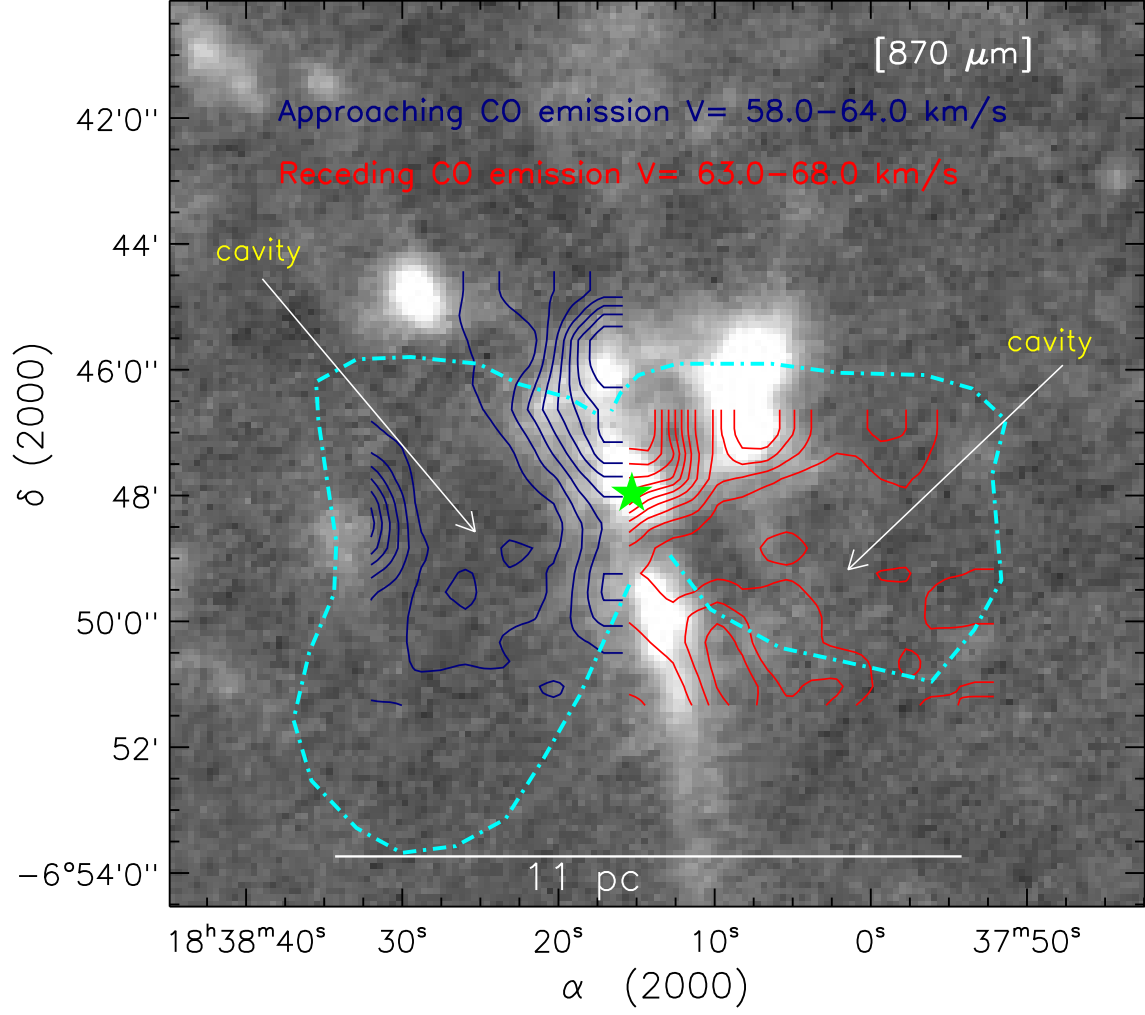 [870 μm]
Approaching CO emission V= 58.0−64.0 km/s
Receding CO emission V= 63.0−68.0 km/s
cavity
cavity
42'0''
44'
46'0''
48'
50'0''
52'
−6°54'0''
δ (2000)
11 pc
18ʰ38ᵐ40ˢ
30ˢ
20ˢ
10ˢ
0ˢ
37ᵐ50ˢ
α (2000)